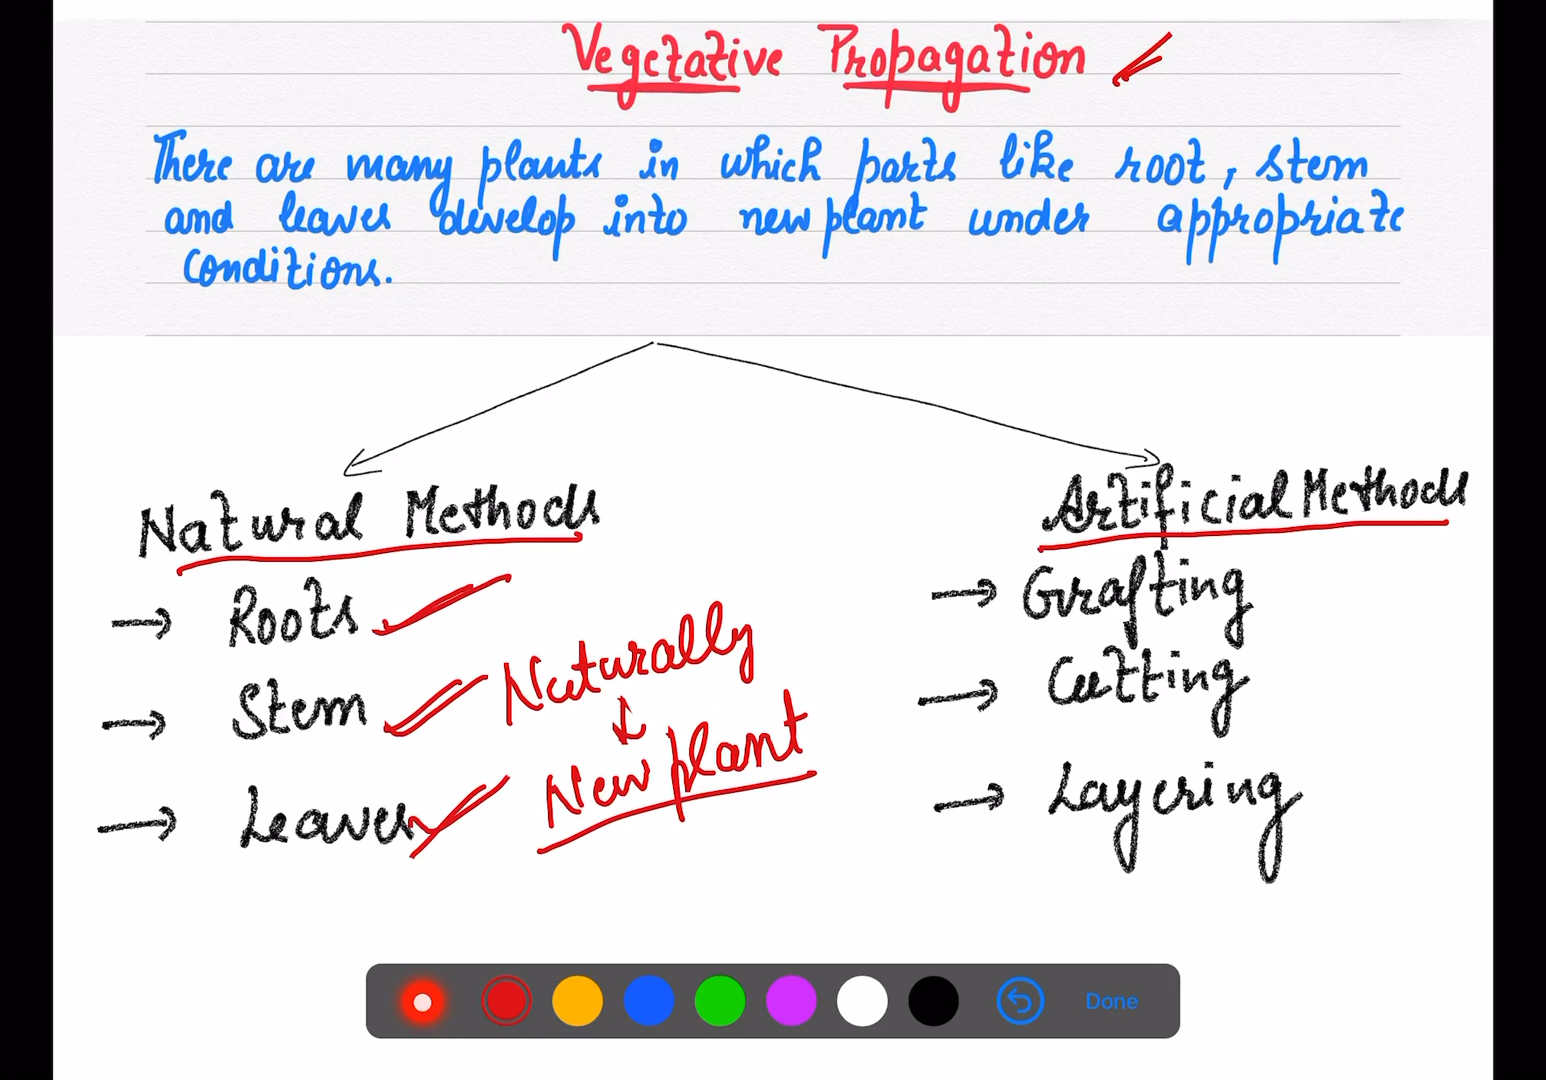 Vegetative Propagation
There are many plants in which parts like root, stem
and leaves develop into new plant under appropriate
conditions.
Natural Methods
Artificial Methods
→ Roots
→ Stem
→ Leaves
Naturally
↓
New plant
→ Grafting
→ Cutting
→ Layering
Done